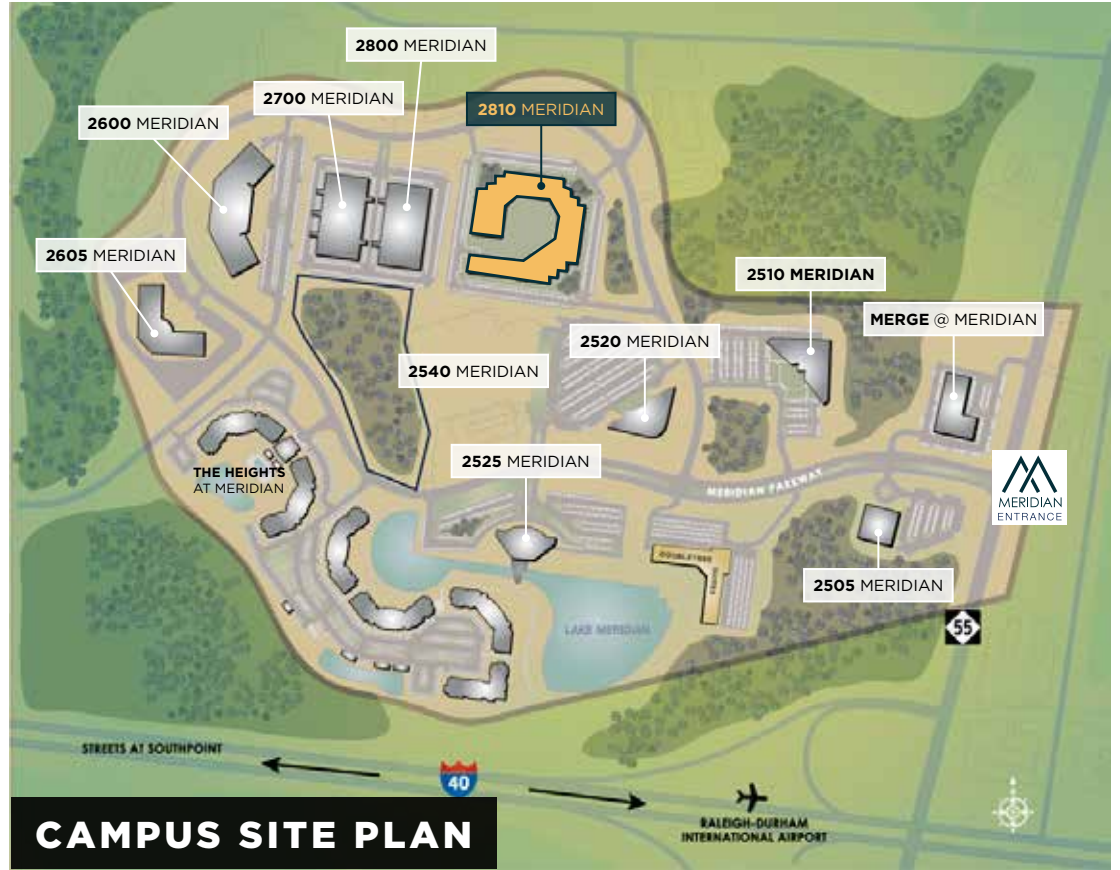 2800 MERIDIAN
2700 MERIDIAN
2810 MERIDIAN
2600 MERIDIAN
2605 MERIDIAN
2510 MERIDIAN
MERGE @ MERIDIAN
2520 MERIDIAN
2540 MERIDIAN
2525 MERIDIAN
THE HEIGHTS
AT MERIDIAN
MERIDIAN PARKWAY
MERIDIAN
ENTRANCE
DOUBLETREE
2505 MERIDIAN
LAKE MERIDIAN
55
STREETS AT SOUTHPOINT
40
RALEIGH-DURHAM
INTERNATIONAL AIRPORT
CAMPUS SITE PLAN